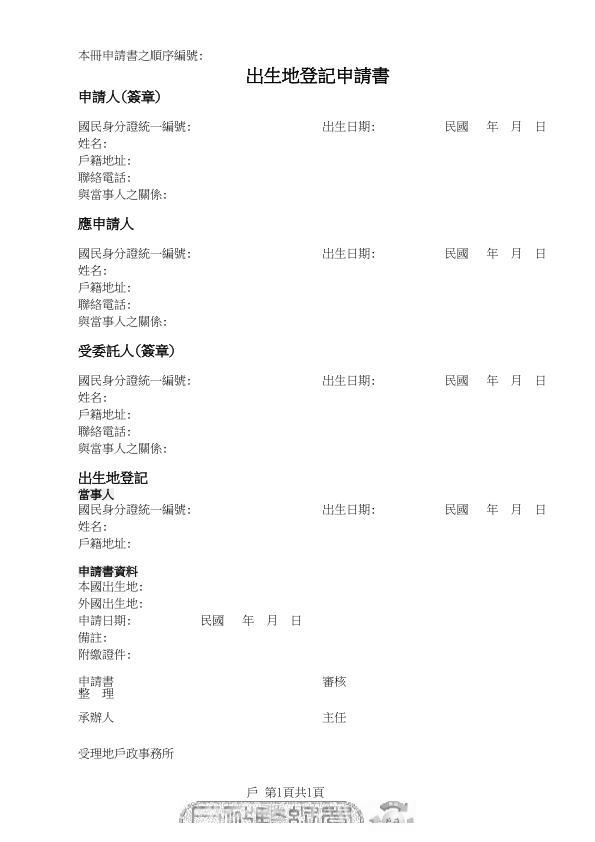 本冊申請書之順序編號:
出生地登記申請書
申請人(簽章)
國民身分證統一編號: 出生日期: 民國 年 月 日
姓名:
戶籍地址:
聯絡電話:
與當事人之關係:
應申請人
國民身分證統一編號: 出生日期: 民國 年 月 日
姓名:
戶籍地址:
聯絡電話:
與當事人之關係:
受委託人(簽章)
國民身分證統一編號: 出生日期: 民國 年 月 日
姓名:
戶籍地址:
聯絡電話:
與當事人之關係:
出生地登記
當事人
國民身分證統一編號: 出生日期: 民國 年 月 日
姓名:
戶籍地址:
申請書資料
本國出生地:
外國出生地:
申請日期: 民國 年 月 日
備註:
附繳證件:
申請書 審核
整 理
承辦人 主任
受理地戶政事務所
戶 第1頁共1頁